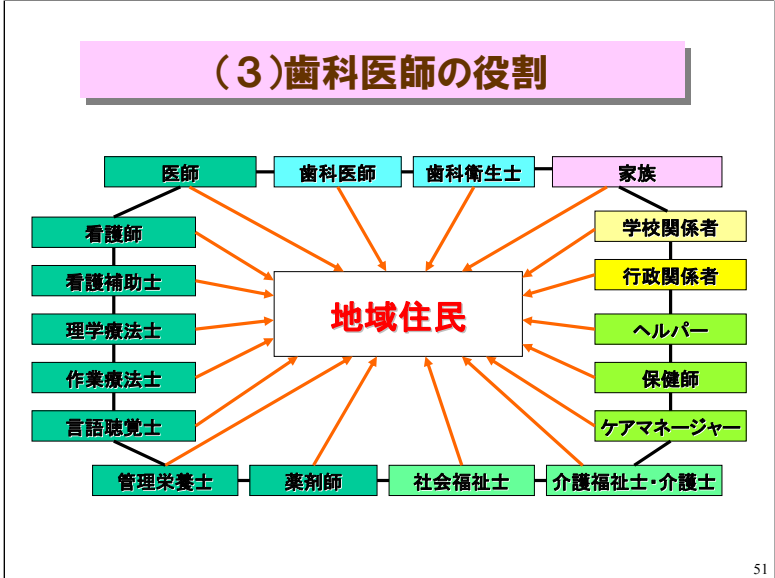 （３）歯科医師の役割
医師
歯科医師
歯科衛生士
家族
看護師
学校関係者
看護補助士
行政関係者
地域住民
理学療法士
ヘルパー
作業療法士
保健師
言語聴覚士
ケアマネージャー
管理栄養士
薬剤師
社会福祉士
介護福祉士・介護士
51